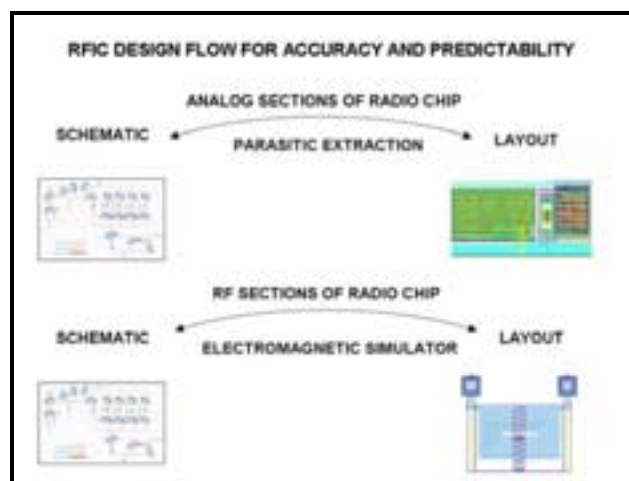 RFIC DESIGN FLOW FOR ACCURACY AND PREDICTABILITY
ANALOG SECTIONS OF RADIO CHIP
SCHEMATIC
PARASITIC EXTRACTION
LAYOUT
RF SECTIONS OF RADIO CHIP
SCHEMATIC
ELECTROMAGNETIC SIMULATOR
LAYOUT